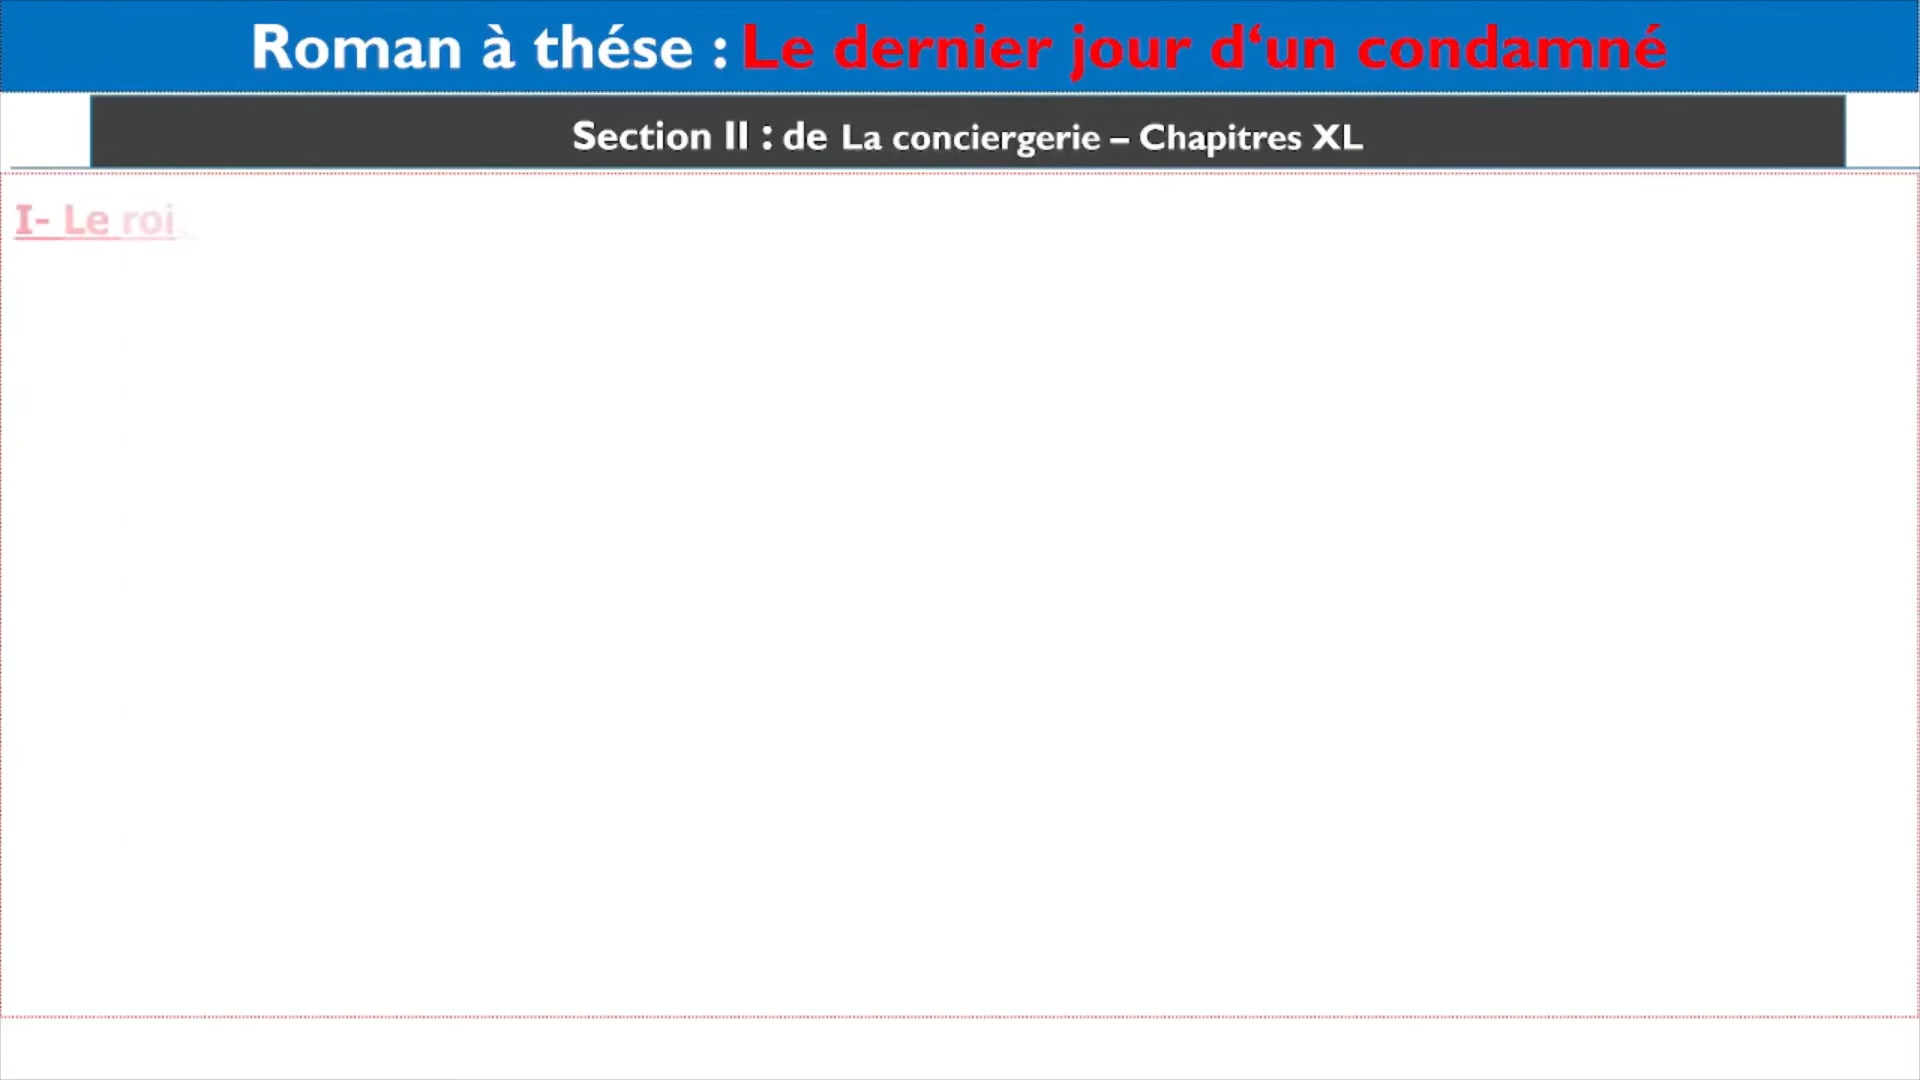 Roman à thése : Le dernier jour d‘un condamné
Section II : de La conciergerie – Chapitres XL
I- Le roi: